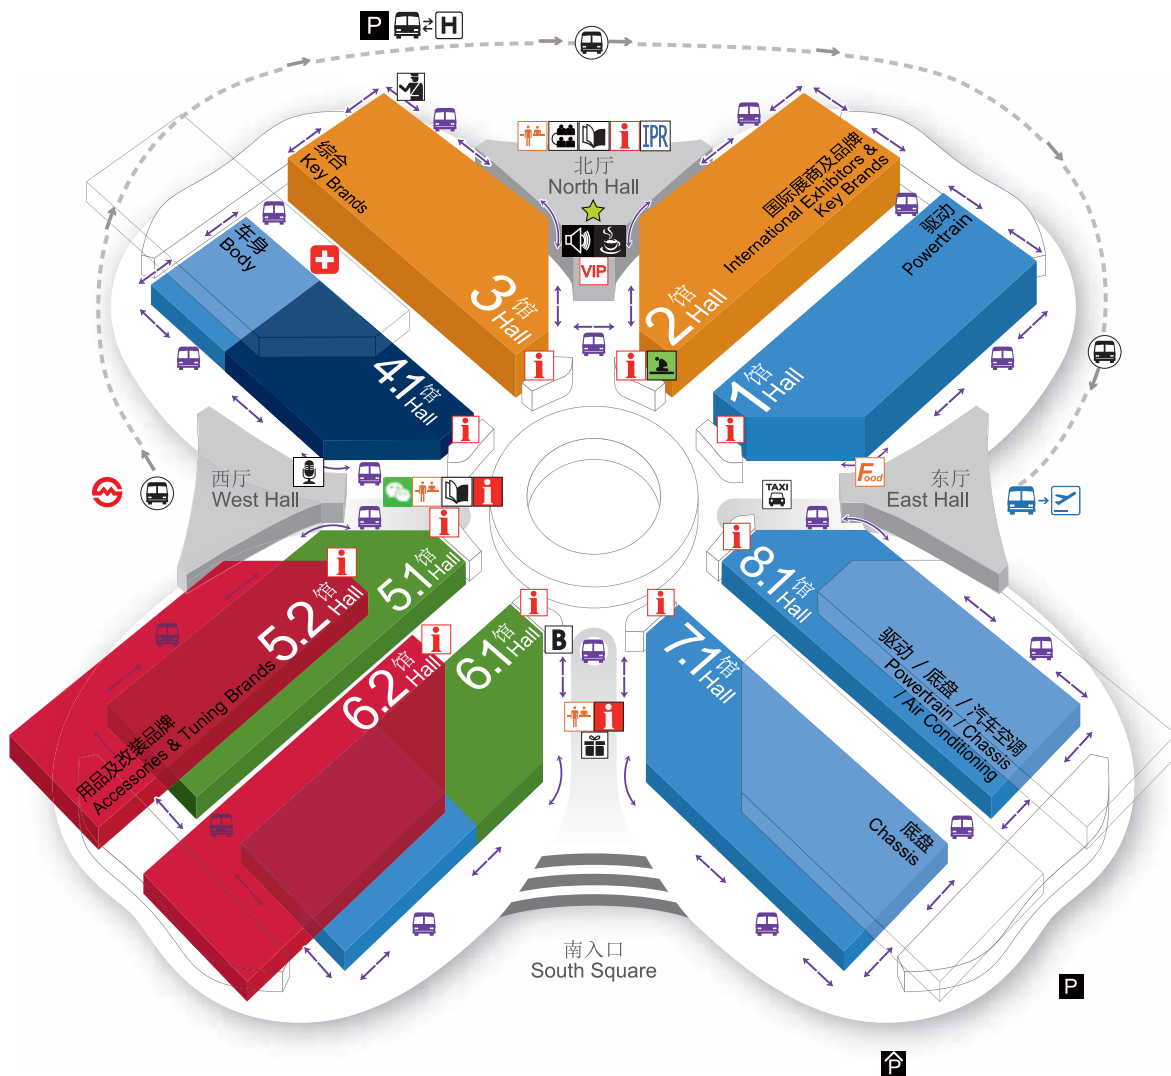 P
H
综合
Key Brands
IPR
北厅
North Hall
国际展商及品牌
International Exhibitors &
Key Brands
驱动
Powertrain
车身
Body
VIP
3馆
Hall
2馆
Hall
i
i
i
4.1馆
Hall
1馆
Hall
i
i
西厅
West Hall
i
i
TAXI
Food
东厅
East Hall
i
5.2馆
Hall
5.1馆
Hall
i
8.1馆
Hall
i
i
i
B
6.2馆
Hall
6.1馆
Hall
7.1馆
Hall
驱动 / 底盘 / 汽车空调
Powertrain / Chassis
/ Air Conditioning
用品及改装品牌
Accessories & Tuning Brands
i
底盘
Chassis
南入口
South Square
P
P